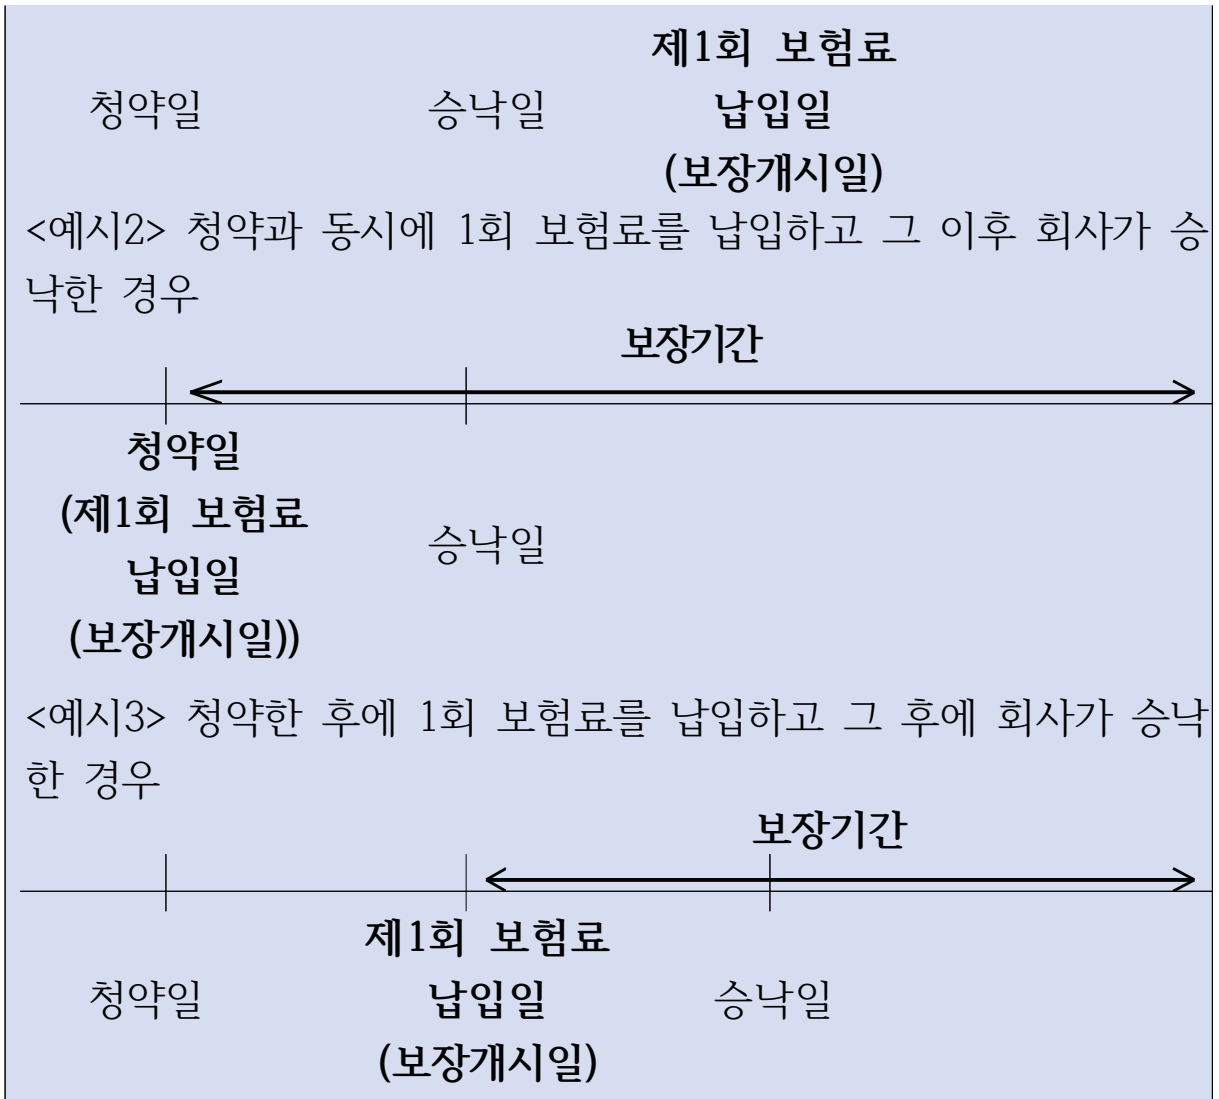 제1회 보험료
청약일 승낙일 납입일
(보장개시일)
<예시2> 청약과 동시에 1회 보험료를 납입하고 그 이후 회사가 승
낙한 경우
보장기간
청약일
(제1회 보험료
승낙일
납입일
(보장개시일))
<예시3> 청약한 후에 1회 보험료를 납입하고 그 후에 회사가 승낙
한 경우
보장기간
제1회 보험료
청약일 납입일 승낙일
(보장개시일)